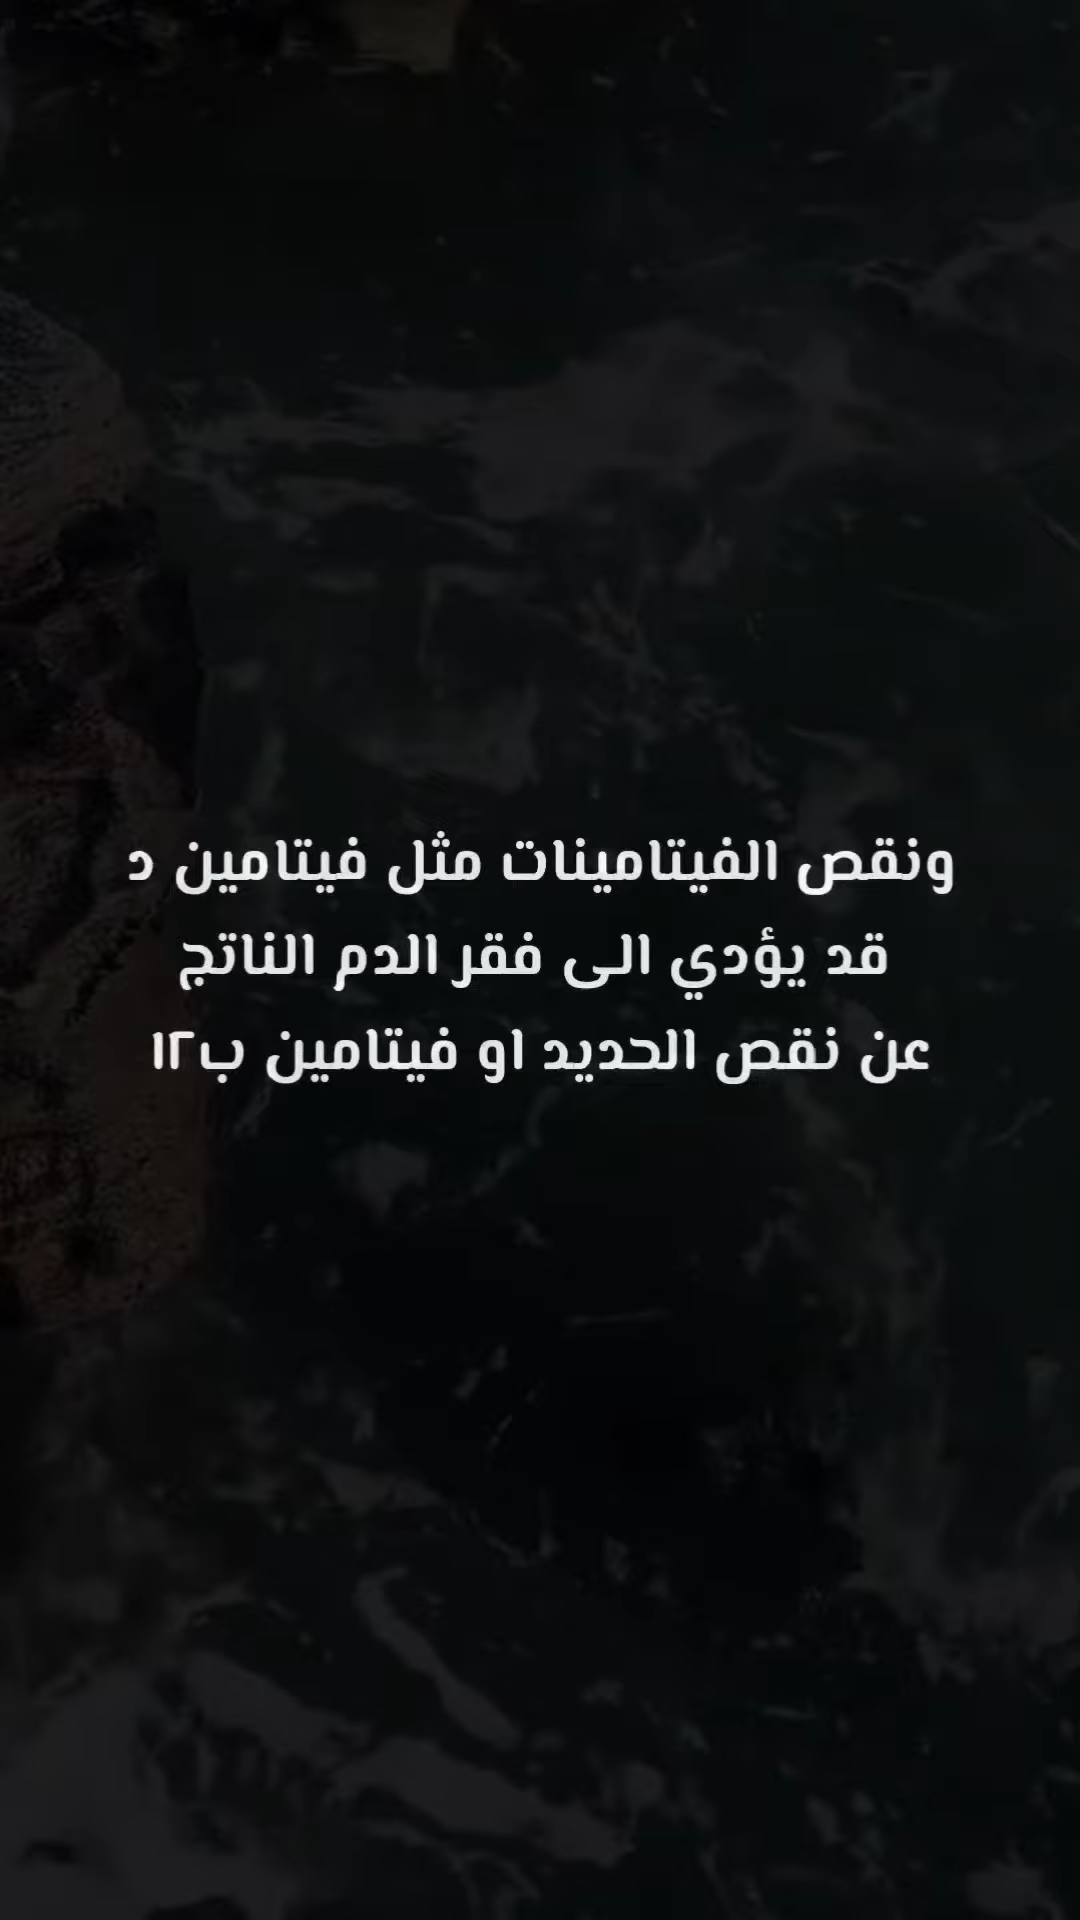 ونقص الفيتامينات مثل فيتامين د
قد يؤدي الى فقر الدم الناتج
عن نقص الحديد او فيتامين ب١٢